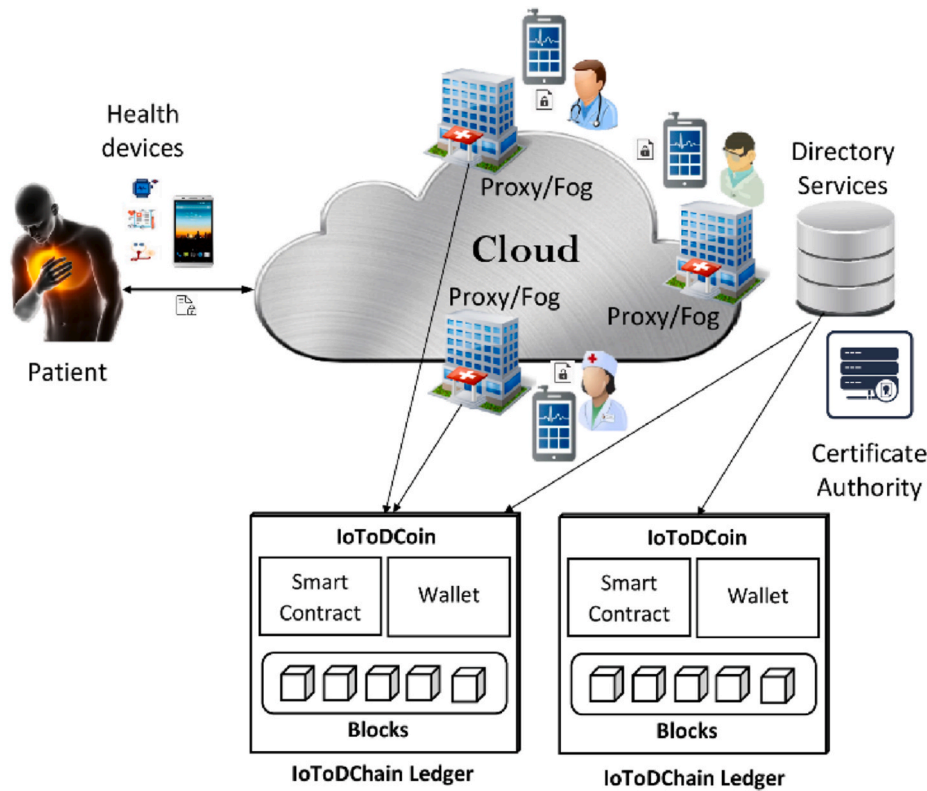 Health
devices
Proxy/Fog
Directory
Services
Cloud
Proxy/Fog
Proxy/Fog
Patient
Certificate
Authority
IoToDCoin
Smart
Contract
Wallet
Blocks
IoToDChain Ledger
IoToDCoin
Smart
Contract
Wallet
Blocks
IoToDChain Ledger